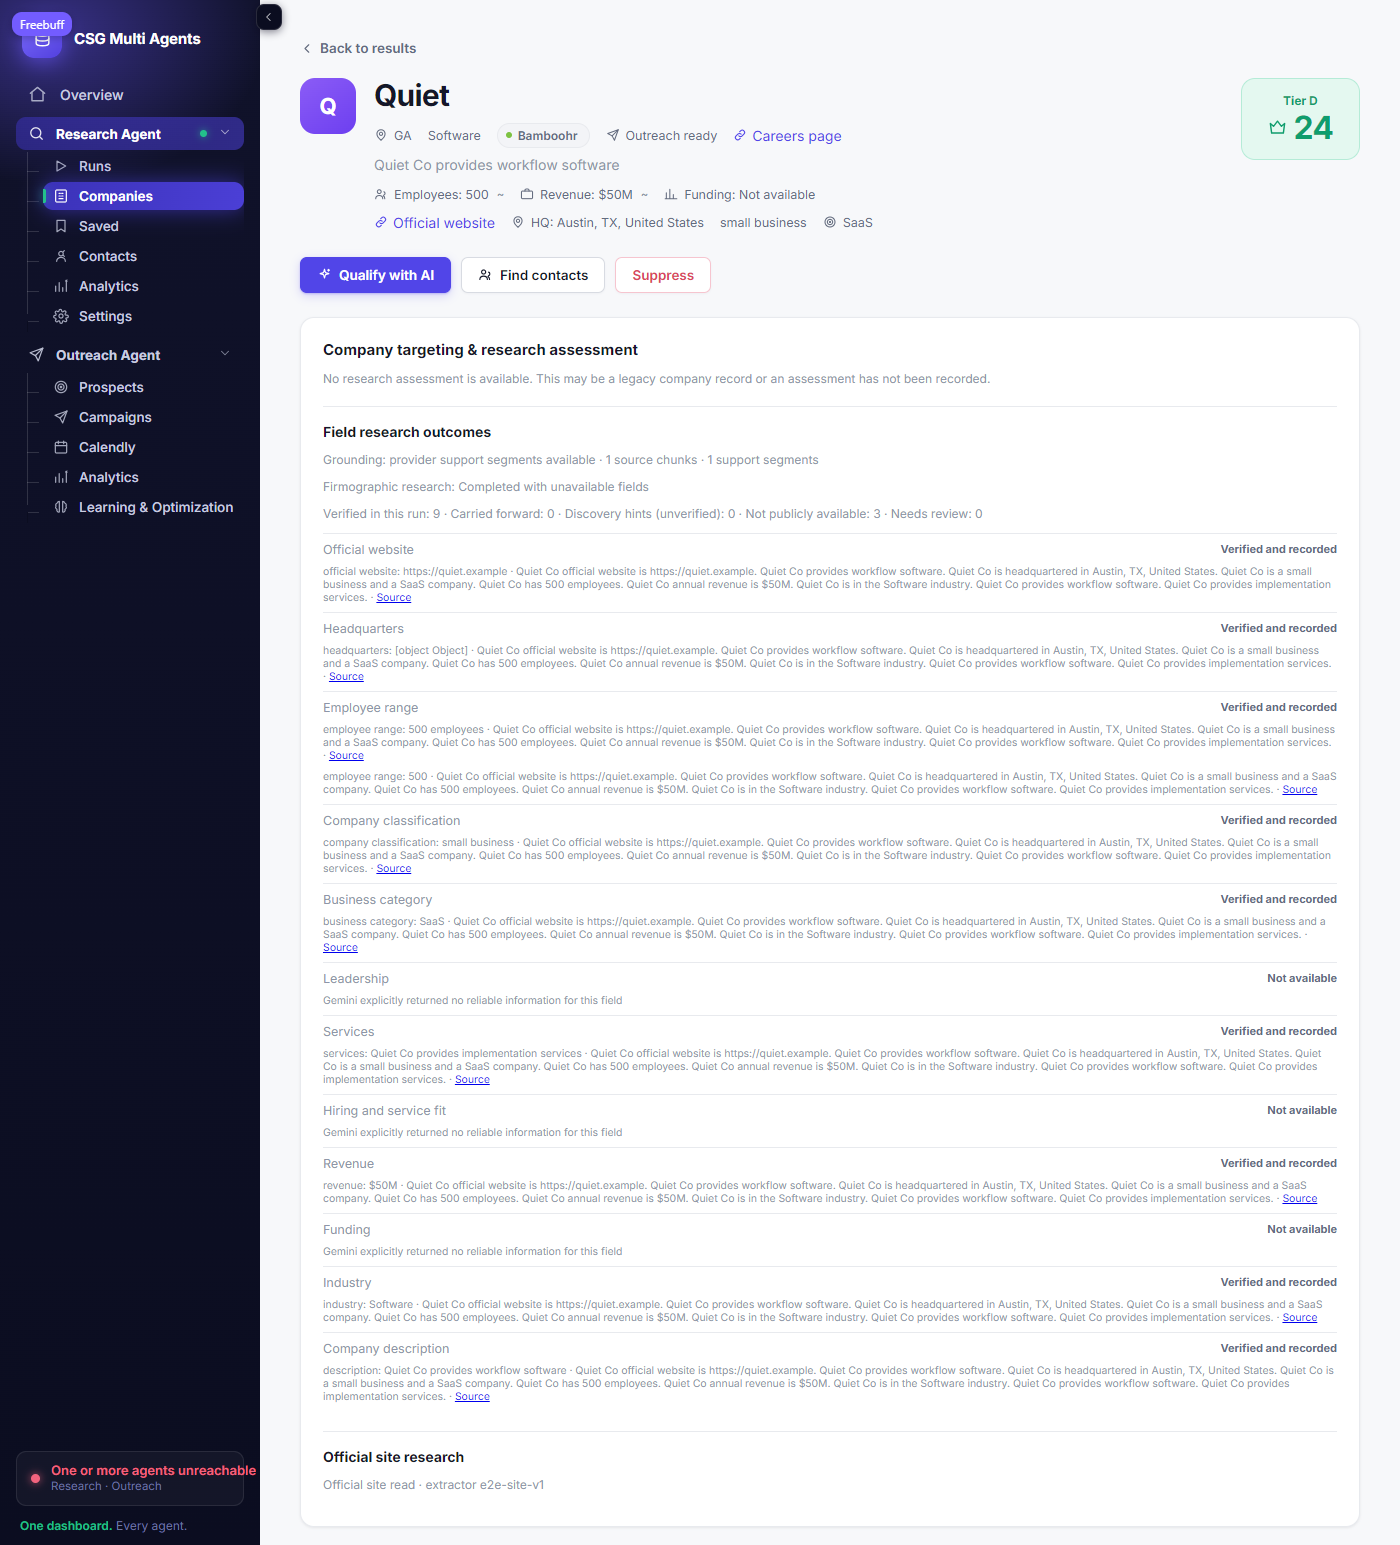 Freebuff
CSG Multi Agents
Overview
Research Agent
Runs
Companies
Saved
Contacts
Analytics
Settings
Outreach Agent
Prospects
Campaigns
Calendly
Analytics
Learning & Optimization
One or more agents unreachable
Research · Outreach
One dashboard. Every agent.
Back to results
Q
Quiet
GA Software Bamboohr Outreach ready Careers page
Quiet Co provides workflow software
Employees: 500 ~ Revenue: $50M ~ Funding: Not available
Official website HQ: Austin, TX, United States small business SaaS
Tier D
24
Qualify with AI Find contacts Suppress
Company targeting & research assessment
No research assessment is available. This may be a legacy company record or an assessment has not been recorded.
Field research outcomes
Grounding: provider support segments available · 1 source chunks · 1 support segments
Firmographic research: Completed with unavailable fields
Verified in this run: 9 · Carried forward: 0 · Discovery hints (unverified): 0 · Not publicly available: 3 · Needs review: 0
Official website Verified and recorded
official website: https://quiet.example · Quiet Co official website is https://quiet.example. Quiet Co provides workflow software. Quiet Co is headquartered in Austin, TX, United States. Quiet Co is a small
business and a SaaS company. Quiet Co has 500 employees. Quiet Co annual revenue is $50M. Quiet Co is in the Software industry. Quiet Co provides workflow software. Quiet Co provides implementation
services. · Source
Headquarters Verified and recorded
headquarters: [object Object] · Quiet Co official website is https://quiet.example. Quiet Co provides workflow software. Quiet Co is headquartered in Austin, TX, United States. Quiet Co is a small business
and a SaaS company. Quiet Co has 500 employees. Quiet Co annual revenue is $50M. Quiet Co is in the Software industry. Quiet Co provides workflow software. Quiet Co provides implementation services.
· Source
Employee range Verified and recorded
employee range: 500 employees · Quiet Co official website is https://quiet.example. Quiet Co provides workflow software. Quiet Co is headquartered in Austin, TX, United States. Quiet Co is a small business
and a SaaS company. Quiet Co has 500 employees. Quiet Co annual revenue is $50M. Quiet Co is in the Software industry. Quiet Co provides workflow software. Quiet Co provides implementation services.
· Source
employee range: 500 · Quiet Co official website is https://quiet.example. Quiet Co provides workflow software. Quiet Co is headquartered in Austin, TX, United States. Quiet Co is a small business and a SaaS
company. Quiet Co has 500 employees. Quiet Co annual revenue is $50M. Quiet Co is in the Software industry. Quiet Co provides workflow software. Quiet Co provides implementation services. · Source
Company classification Verified and recorded
company classification: small business · Quiet Co official website is https://quiet.example. Quiet Co provides workflow software. Quiet Co is headquartered in Austin, TX, United States. Quiet Co is a small
business and a SaaS company. Quiet Co has 500 employees. Quiet Co annual revenue is $50M. Quiet Co is in the Software industry. Quiet Co provides workflow software. Quiet Co provides implementation
services. · Source
Business category Verified and recorded
business category: SaaS · Quiet Co official website is https://quiet.example. Quiet Co provides workflow software. Quiet Co is headquartered in Austin, TX, United States. Quiet Co is a small business and a
SaaS company. Quiet Co has 500 employees. Quiet Co annual revenue is $50M. Quiet Co is in the Software industry. Quiet Co provides workflow software. Quiet Co provides implementation services. ·
Source
Leadership Not available
Gemini explicitly returned no reliable information for this field
Services Verified and recorded
services: Quiet Co provides implementation services · Quiet Co official website is https://quiet.example. Quiet Co provides workflow software. Quiet Co is headquartered in Austin, TX, United States. Quiet
Co is a small business and a SaaS company. Quiet Co has 500 employees. Quiet Co annual revenue is $50M. Quiet Co is in the Software industry. Quiet Co provides workflow software. Quiet Co provides
implementation services. · Source
Hiring and service fit Not available
Gemini explicitly returned no reliable information for this field
Revenue Verified and recorded
revenue: $50M · Quiet Co official website is https://quiet.example. Quiet Co provides workflow software. Quiet Co is headquartered in Austin, TX, United States. Quiet Co is a small business and a SaaS
company. Quiet Co has 500 employees. Quiet Co annual revenue is $50M. Quiet Co is in the Software industry. Quiet Co provides workflow software. Quiet Co provides implementation services. · Source
Funding Not available
Gemini explicitly returned no reliable information for this field
Industry Verified and recorded
industry: Software · Quiet Co official website is https://quiet.example. Quiet Co provides workflow software. Quiet Co is headquartered in Austin, TX, United States. Quiet Co is a small business and a SaaS
company. Quiet Co has 500 employees. Quiet Co annual revenue is $50M. Quiet Co is in the Software industry. Quiet Co provides workflow software. Quiet Co provides implementation services. · Source
Company description Verified and recorded
description: Quiet Co provides workflow software · Quiet Co official website is https://quiet.example. Quiet Co provides workflow software. Quiet Co is headquartered in Austin, TX, United States. Quiet Co is
a small business and a SaaS company. Quiet Co has 500 employees. Quiet Co annual revenue is $50M. Quiet Co is in the Software industry. Quiet Co provides workflow software. Quiet Co provides
implementation services. · Source
Official site research
Official site read · extractor e2e-site-v1